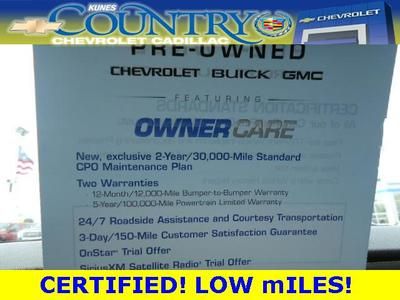 KUNES
COUNTRY
CHEVROLET CADILLAC
CHEVROLET
PRE-OWNED
CHEVROLET BUICK GMC
FEATURING
OWNER CARE
New, exclusive 2-Year/30,000-Mile Standard
CPO Maintenance Plan
Two Warranties
- 12-Month/12,000-Mile Bumper-to-Bumper Warranty
- 5-Year/100,000-Mile Powertrain Limited Warranty
24/7 Roadside Assistance and Courtesy Transportation
3-Day/150-Mile Customer Satisfaction Guarantee
OnStar® Trial Offer
SiriusXM Satellite Radio® Trial Offer
CERTIFIED! LOW mILES!